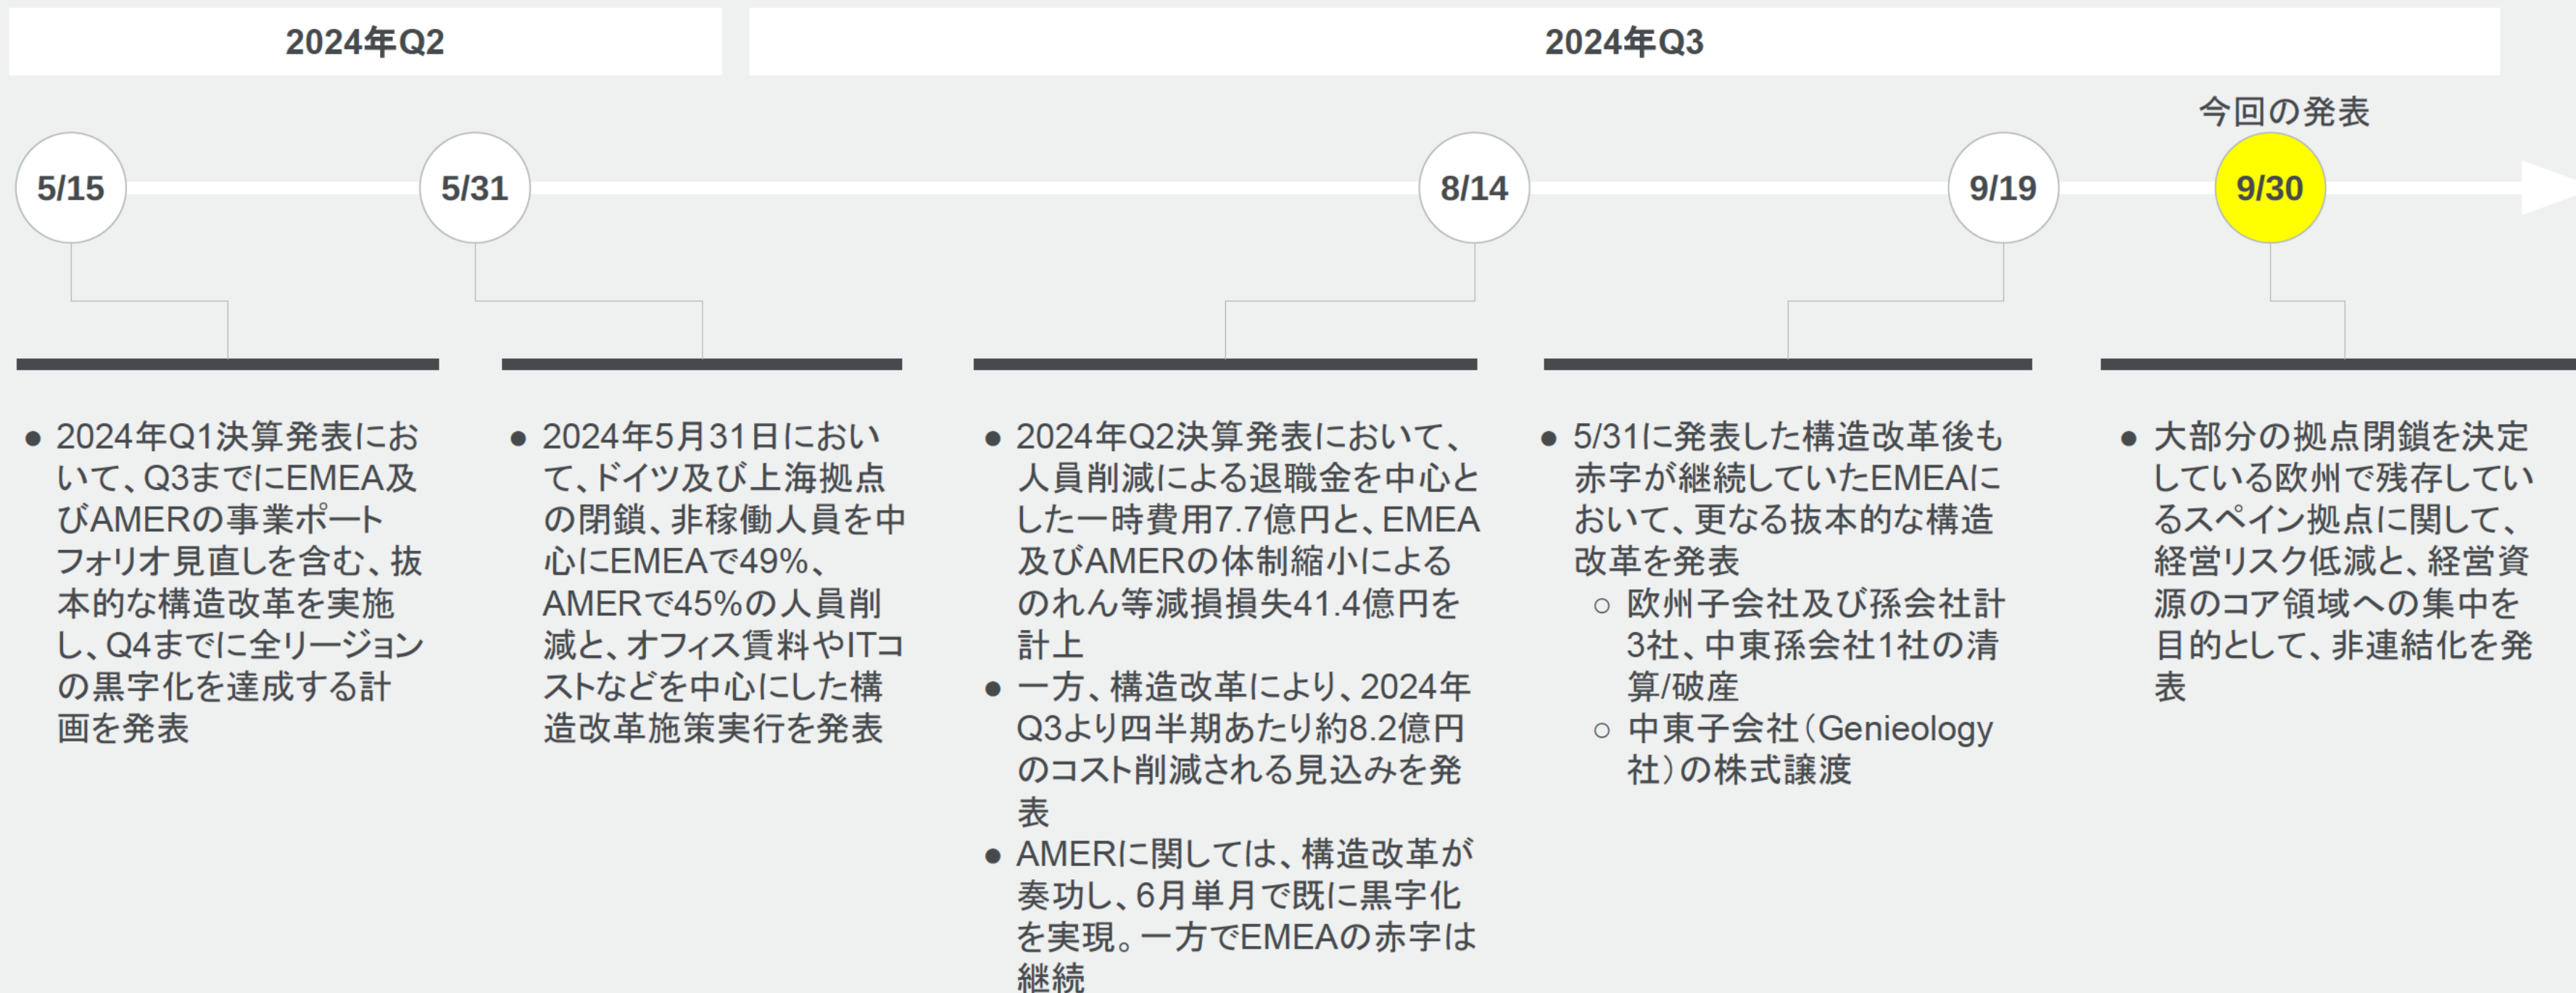 2024年Q2
2024年Q3
今回の発表
5/15
5/31
8/14
9/19
9/30
● 2024年Q1決算発表にお
いて、Q3までにEMEA及
びAMERの事業ポート
フォリオ見直しを含む、抜
本的な構造改革を実施
し、Q4までに全リージョン
の黒字化を達成する計
画を発表
● 2024年5月31日におい
て、ドイツ及び上海拠点
の閉鎖、非稼働人員を中
心にEMEAで49%、
AMERで45%の人員削
減と、オフィス賃料やITコ
ストなどを中心にした構
造改革施策実行を発表
● 2024年Q2決算発表において、
人員削減による退職金を中心と
した一時費用7.7億円と、EMEA
及びAMERの体制縮小による
のれん等減損損失41.4億円を
計上
● 一方、構造改革により、2024年
Q3より四半期あたり約8.2億円
のコスト削減される見込みを発
表
● AMERに関しては、構造改革が
奏功し、6月単月で既に黒字化
を実現。一方でEMEAの赤字は
継続
● 5/31に発表した構造改革後も
赤字が継続していたEMEAに
おいて、更なる抜本的な構造
改革を発表
○ 欧州子会社及び孫会社計
3社、中東孫会社1社の清
算/破産
○ 中東子会社(Genieology
社)の株式譲渡
● 大部分の拠点閉鎖を決定
している欧州で残存してい
るスペイン拠点に関して、
経営リスク低減と、経営資
源のコア領域への集中を
目的として、非連結化を発
表